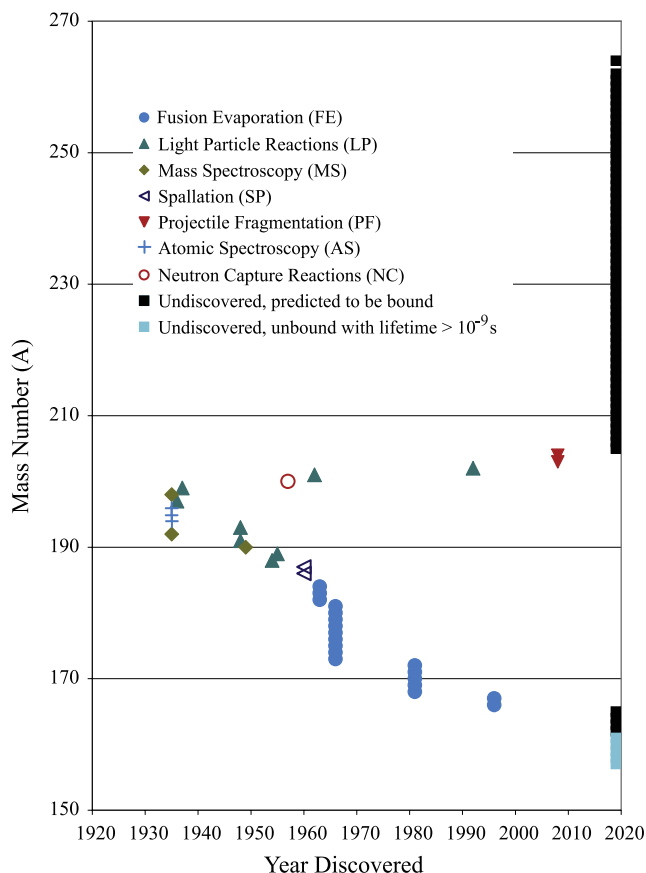 270
250
230
210
190
170
150
Mass Number (A)
Fusion Evaporation (FE)
Light Particle Reactions (LP)
Mass Spectroscopy (MS)
Spallation (SP)
Projectile Fragmentation (PF)
Atomic Spectroscopy (AS)
Neutron Capture Reactions (NC)
Undiscovered, predicted to be bound
Undiscovered, unbound with lifetime > 10⁻⁹s
1920 1930 1940 1950 1960 1970 1980 1990 2000 2010 2020
Year Discovered